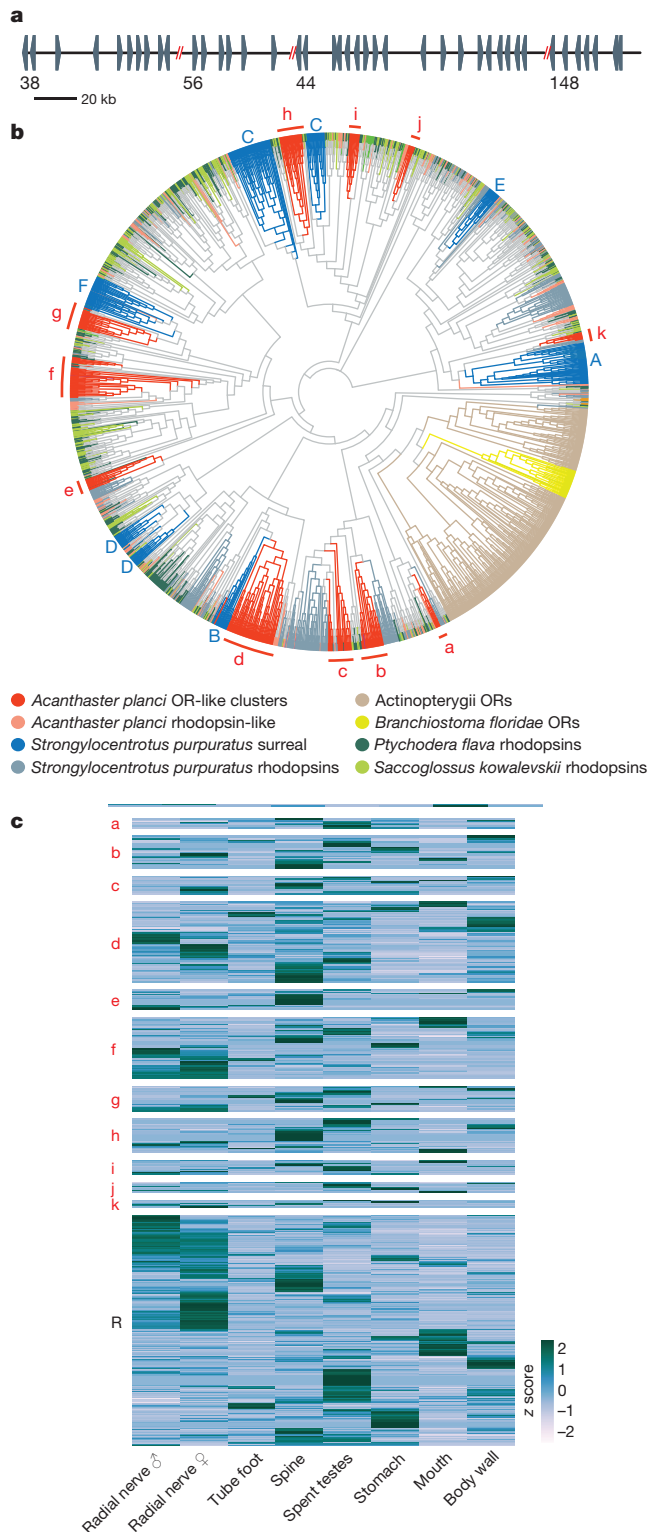 a
38
56
44
148
20 kb
b
C
h
C
i
j
E
F
g
k
A
f
e
D
D
B
d
c
b
a
Acanthaster planci OR-like clusters
Acanthaster planci rhodopsin-like
Strongylocentrotus purpuratus surreal
Strongylocentrotus purpuratus rhodopsins
Actinopterygii ORs
Branchiostoma floridae ORs
Ptychodera flava rhodopsins
Saccoglossus kowalevskii rhodopsins
c
a
b
c
d
e
f
g
h
i
j
k
R
2
1
0
−1
−2
z score
Radial nerve ♂
Radial nerve ♀
Tube foot
Spine
Spent testes
Stomach
Mouth
Body wall